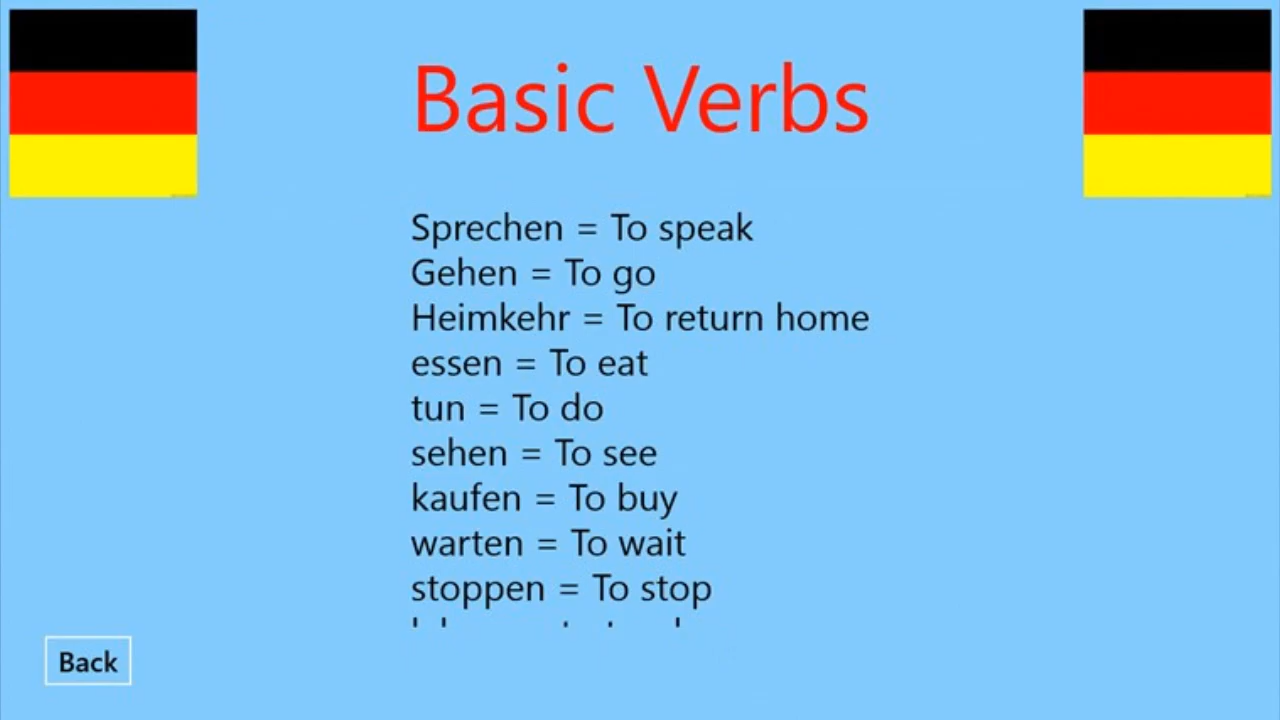 Basic Verbs
Sprechen = To speak
Gehen = To go
Heimkehr = To return home
essen = To eat
tun = To do
sehen = To see
kaufen = To buy
warten = To wait
stoppen = To stop
Back